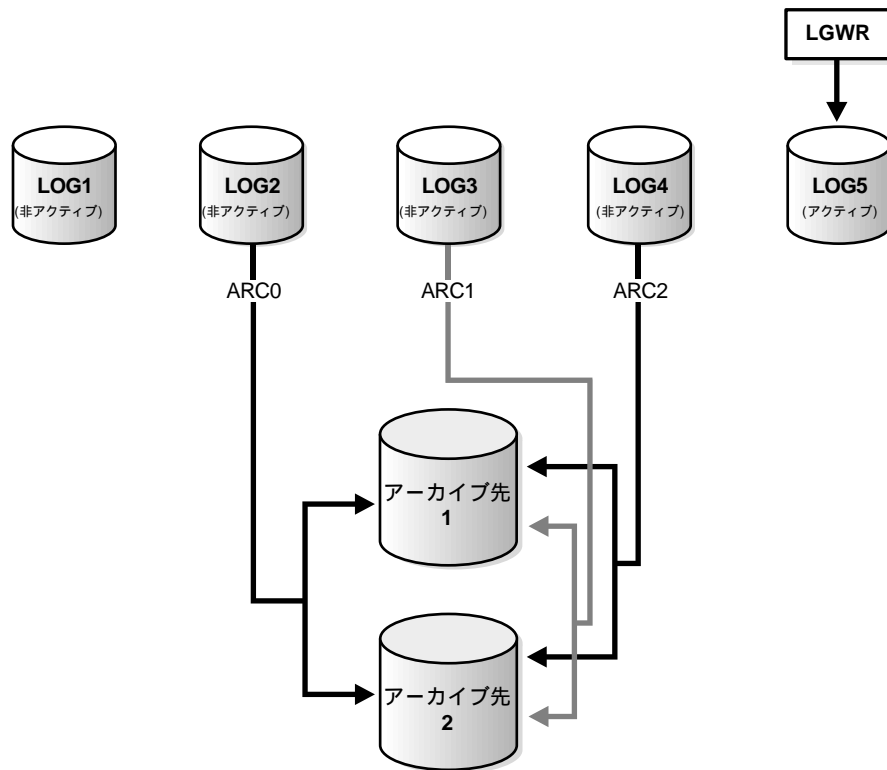 LGWR
LOG1
(非アクティブ)
LOG2
(非アクティブ)
LOG3
(非アクティブ)
LOG4
(非アクティブ)
LOG5
(アクティブ)
ARC0
ARC1
ARC2
アーカイブ先
1
アーカイブ先
2